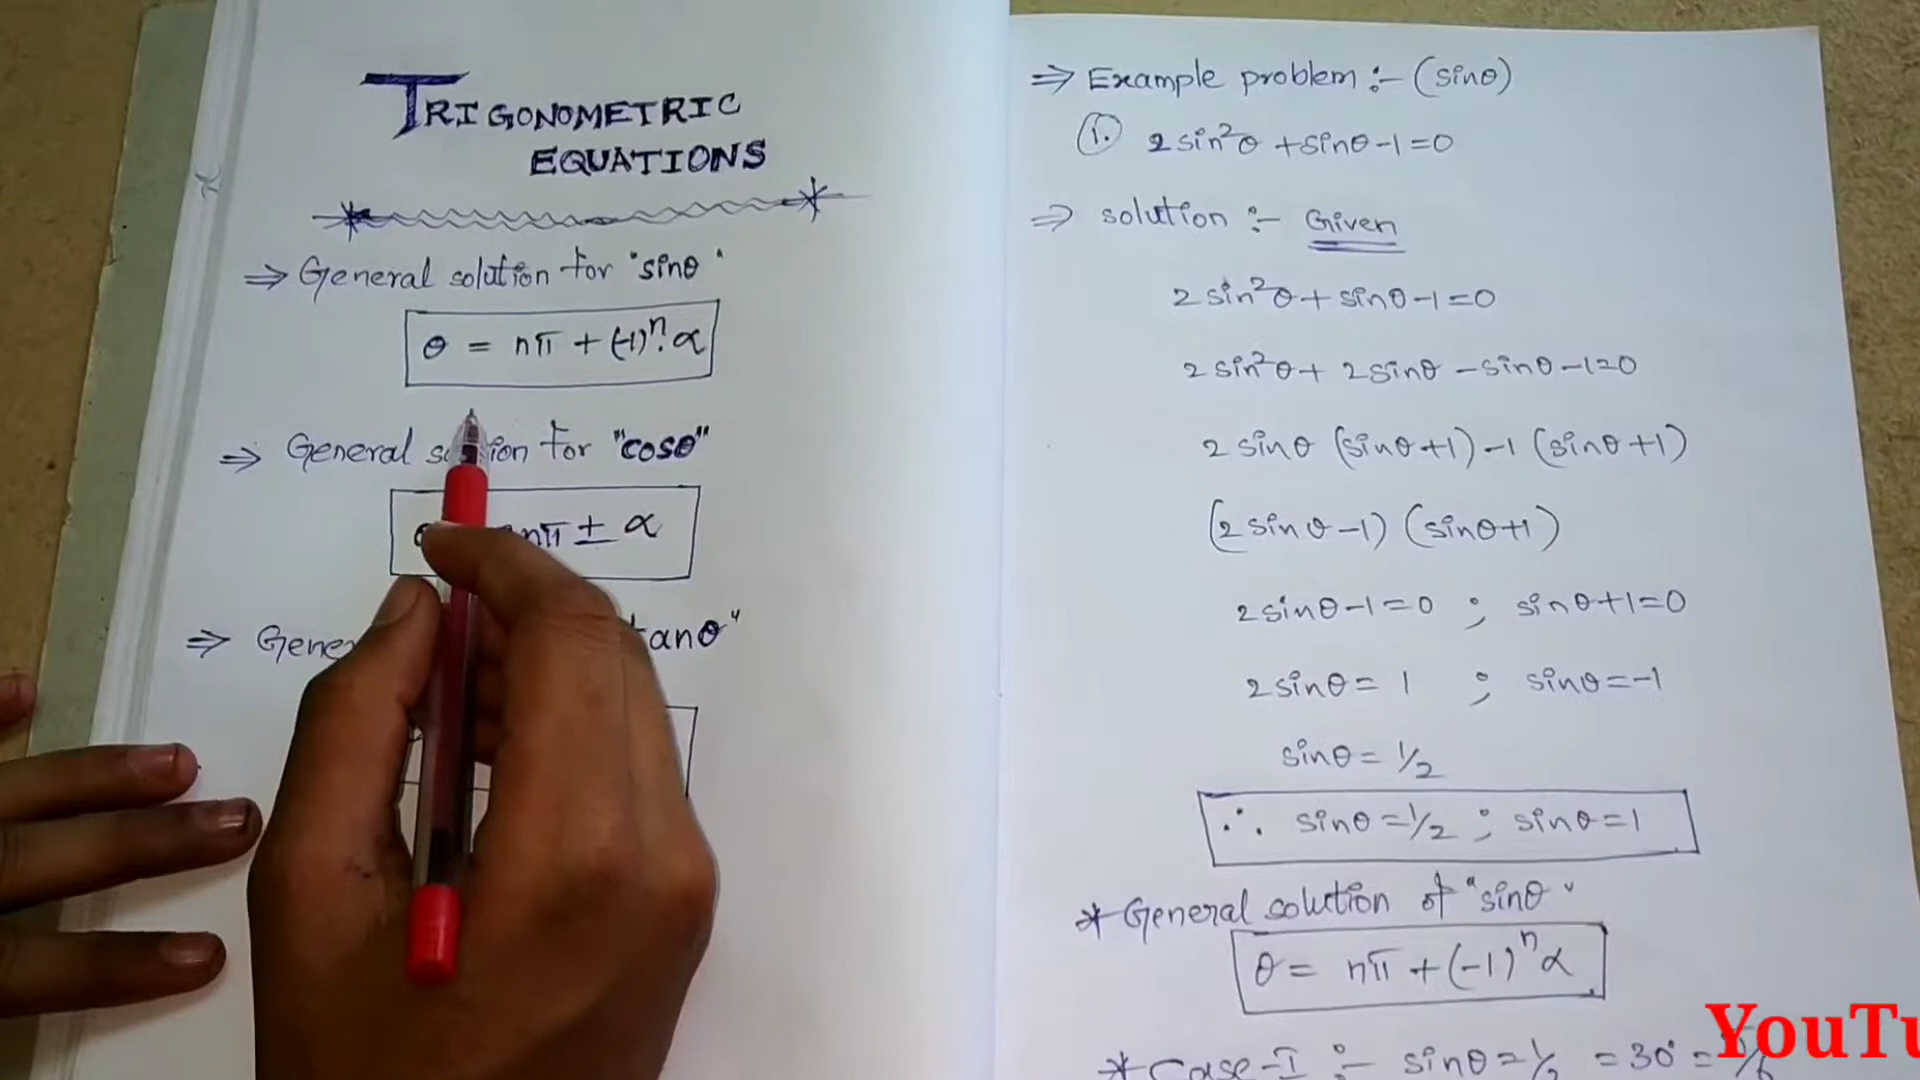 TRIGONOMETRIC
EQUATIONS
⇒ General solution for "sinθ"
θ = nπ + (-1)ⁿ.α
⇒ General for "cosθ"
nπ ± α
⇒ tanθ"
⇒ Example problem :- (sinθ)
1. 2sin²θ + sinθ-1=0
⇒ solution :- Given
2sin²θ + sinθ-1=0
2sin²θ + 2sinθ - sinθ-1=0
2sinθ (sinθ+1)-1 (sinθ+1)
(2sinθ-1) (sinθ+1)
2sinθ-1=0 ; sinθ+1=0
2sinθ= 1 ; sinθ=-1
sinθ= 1/2
∴ sinθ=1/2 ; sinθ=1
* General solution of "sinθ"
θ= nπ + (-1)ⁿα
* Case-I :- sinθ=1/2 = 30° =
YouTu